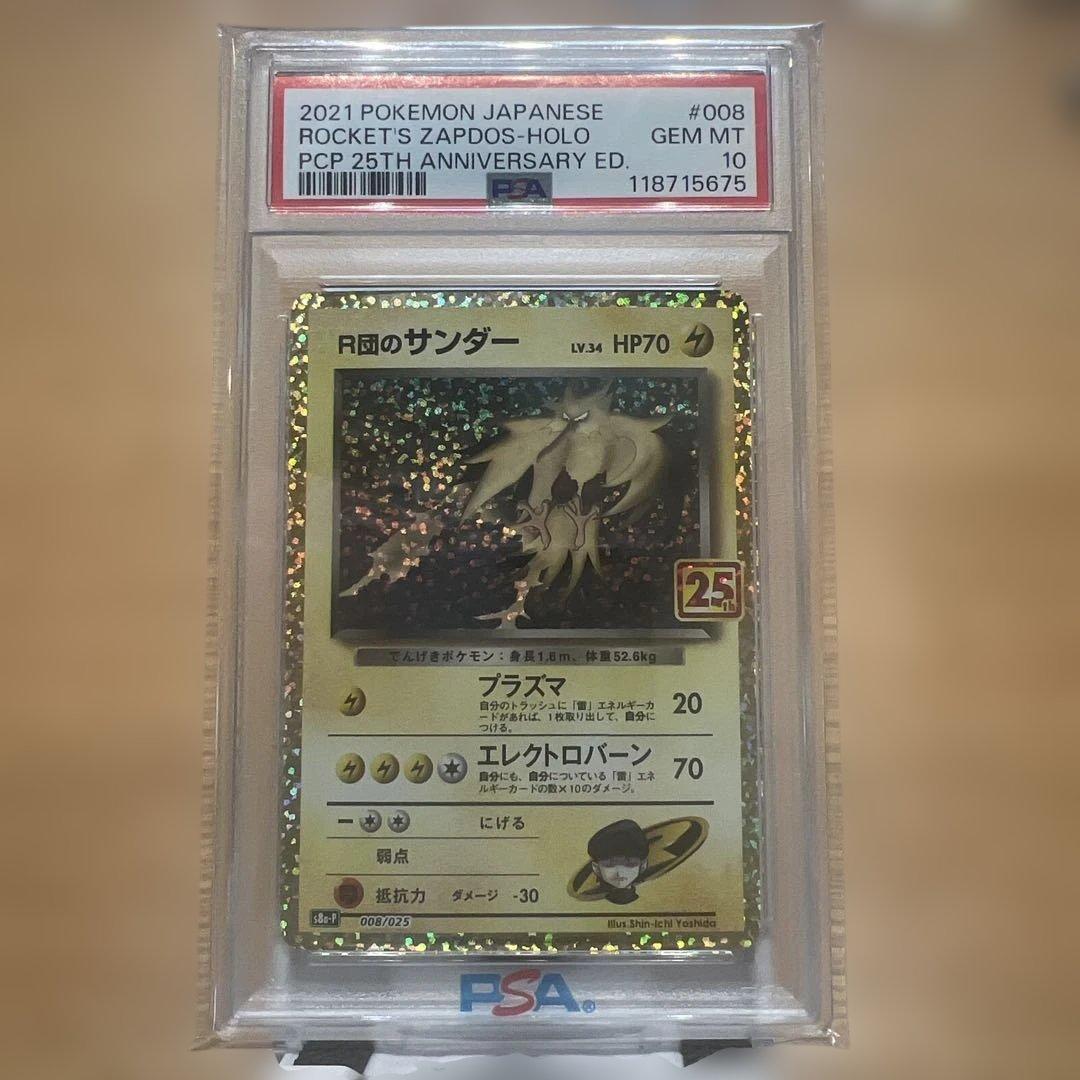 2021 POKEMON JAPANESE #008
ROCKET'S ZAPDOS-HOLO GEM MT
PCP 25TH ANNIVERSARY ED. 10
PSA 118715675
R団のサンダー LV.34 HP70
25th
でんげきポケモン：身長1.6m、体重52.6kg
プラズマ 20
自分のトラッシュに「雷」エネルギーカ
ードがあれば、1枚取り出して、自分に
つける。
エレクトロバーン 70
自分にも、自分についている「雷」エネ
ルギーカードの数×10のダメージ。
にげる
弱点
抵抗力 ダメージ -30
s8a-P 008/025 Illus.Shin-ichi Yoshida
PSA®